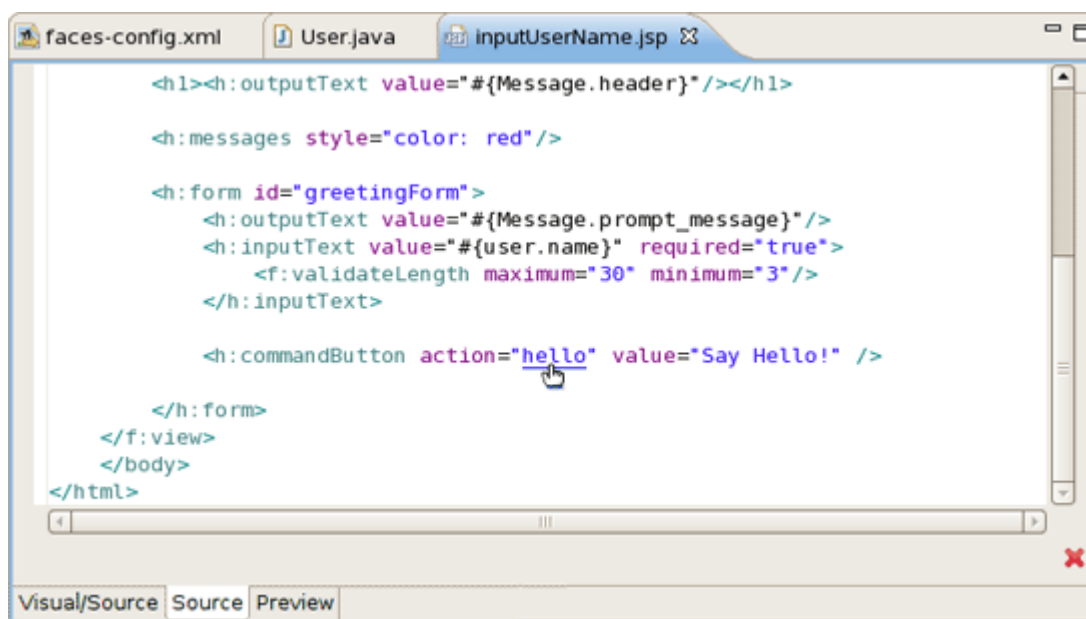 faces-config.xml User.java inputUserName.jsp
<h1><h:outputText value="#{Message.header}"/></h1>
<h:messages style="color: red"/>
<h:form id="greetingForm">
<h:outputText value="#{Message.prompt_message}"/>
<h:inputText value="#{user.name}" required="true">
<f:validateLength maximum="30" minimum="3"/>
</h:inputText>
<h:commandButton action="hello" value="Say Hello!" />
</h:form>
</f:view>
</body>
</html>
Visual/Source Source Preview